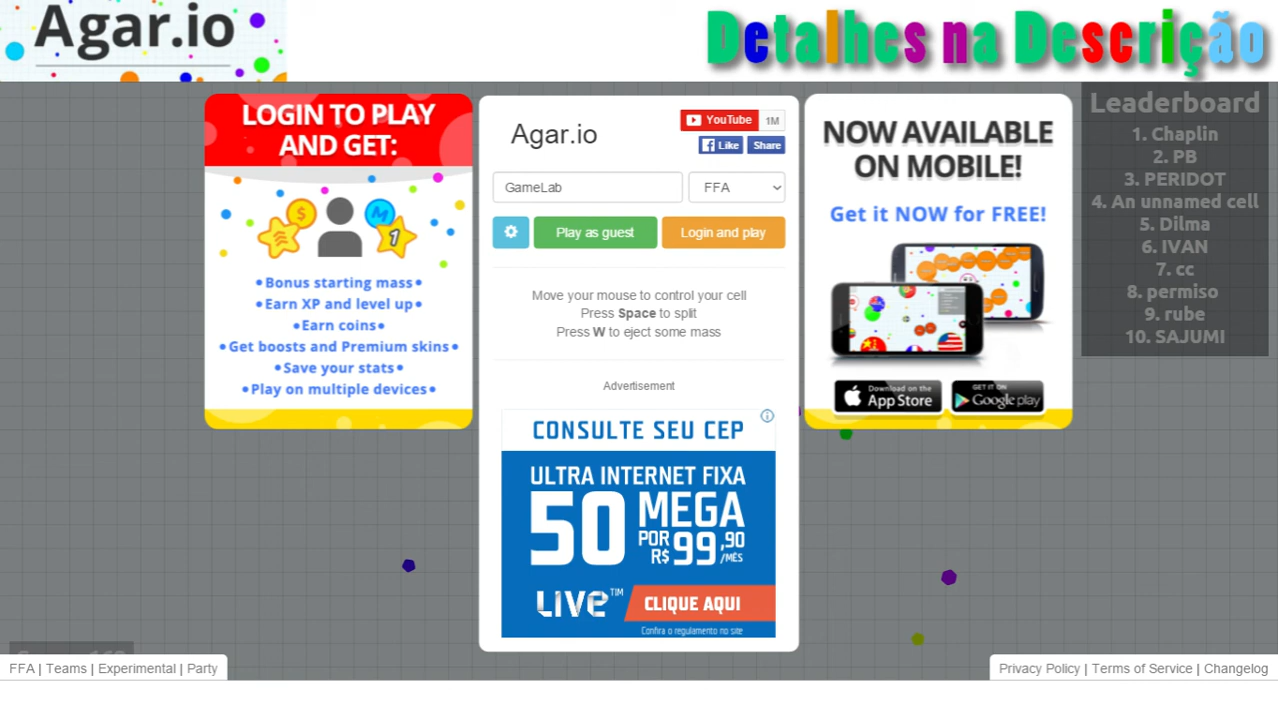 Agar.io
Detalhes na Descrição
LOGIN TO PLAY
AND GET:
•Bonus starting mass•
•Earn XP and level up•
•Earn coins•
•Get boosts and Premium skins•
•Save your stats•
•Play on multiple devices•
Agar.io
YouTube 1M
Like Share
GameLab FFA
Play as guest Login and play
Move your mouse to control your cell
Press Space to split
Press W to eject some mass
Advertisement
CONSULTE SEU CEP
ULTRA INTERNET FIXA
50 MEGA
POR R$ 99,90 /MÊS
LIVE TIM
CLIQUE AQUI
Confira o regulamento no site
NOW AVAILABLE
ON MOBILE!
Get it NOW for FREE!
Download on the App Store
GET IT ON Google play
Leaderboard
1. Chaplin
2. PB
3. PERIDOT
4. An unnamed cell
5. Dilma
6. IVAN
7. cc
8. permiso
9. rube
10. SAJUMI
FFA | Teams | Experimental | Party
Privacy Policy | Terms of Service | Changelog